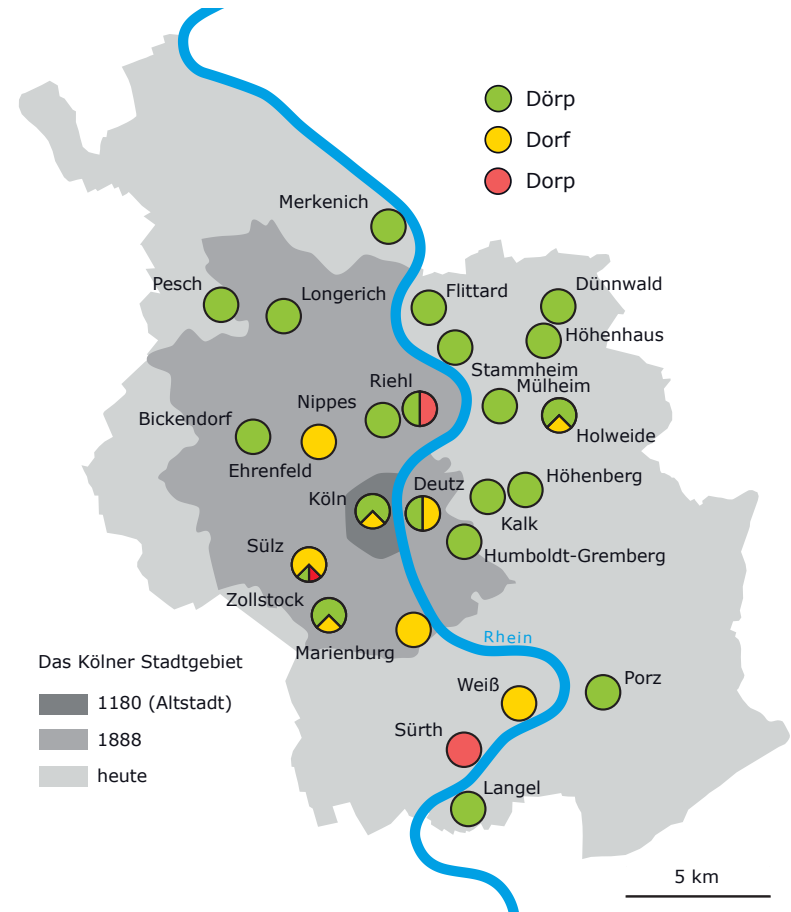 Dörp
Dorf
Dorp
Merkenich
Pesch
Longerich
Flittard
Dünnwald
Höhenhaus
Stammheim
Riehl
Mülheim
Nippes
Bickendorf
Holweide
Ehrenfeld
Höhenberg
Deutz
Köln
Kalk
Sülz
Humboldt-Gremberg
Zollstock
Rhein
Marienburg
Das Kölner Stadtgebiet
1180 (Altstadt)
1888
heute
Weiß
Porz
Sürth
Langel
5 km